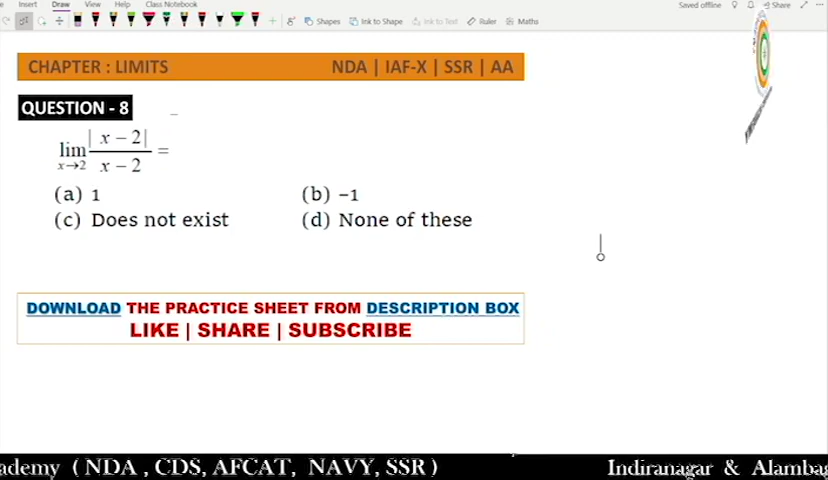 Insert Draw View Help Class Notebook Saved offline Share
Shapes Ink to Shape Ink to Text Ruler Maths
CHAPTER : LIMITS NDA | IAF-X | SSR | AA
QUESTION - 8
lim x→2 |x − 2| / x − 2 =
(a) 1 (b) −1
(c) Does not exist (d) None of these
DOWNLOAD THE PRACTICE SHEET FROM DESCRIPTION BOX
LIKE | SHARE | SUBSCRIBE
ademy ( NDA , CDS, AFCAT, NAVY, SSR ) Indiranagar & Alambag